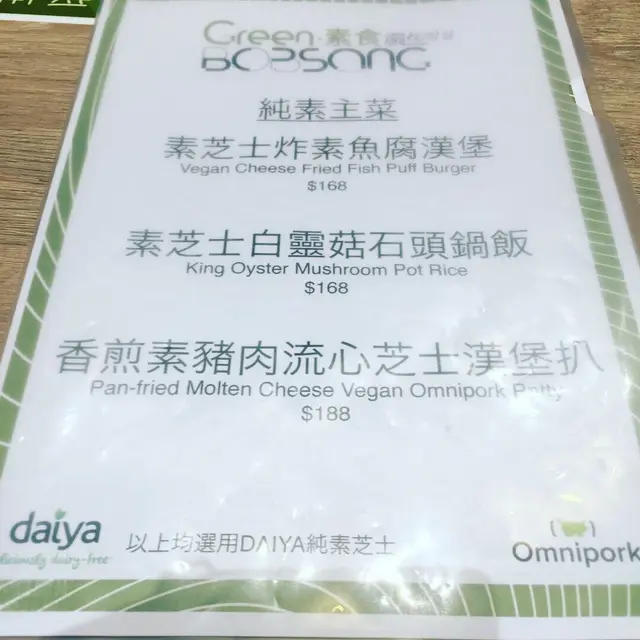 Green·素食
BOBSANG
純素主菜
素芝士炸素魚腐漢堡
Vegan Cheese Fried Fish Puff Burger
$168
素芝士白靈菇石頭鍋飯
King Oyster Mushroom Pot Rice
$168
香煎素豬肉流心芝士漢堡扒
Pan-fried Molten Cheese Vegan Omnipork Patty
$188
daiya
deliciously dairy-free
以上均選用DAIYA純素芝士
Omnipork